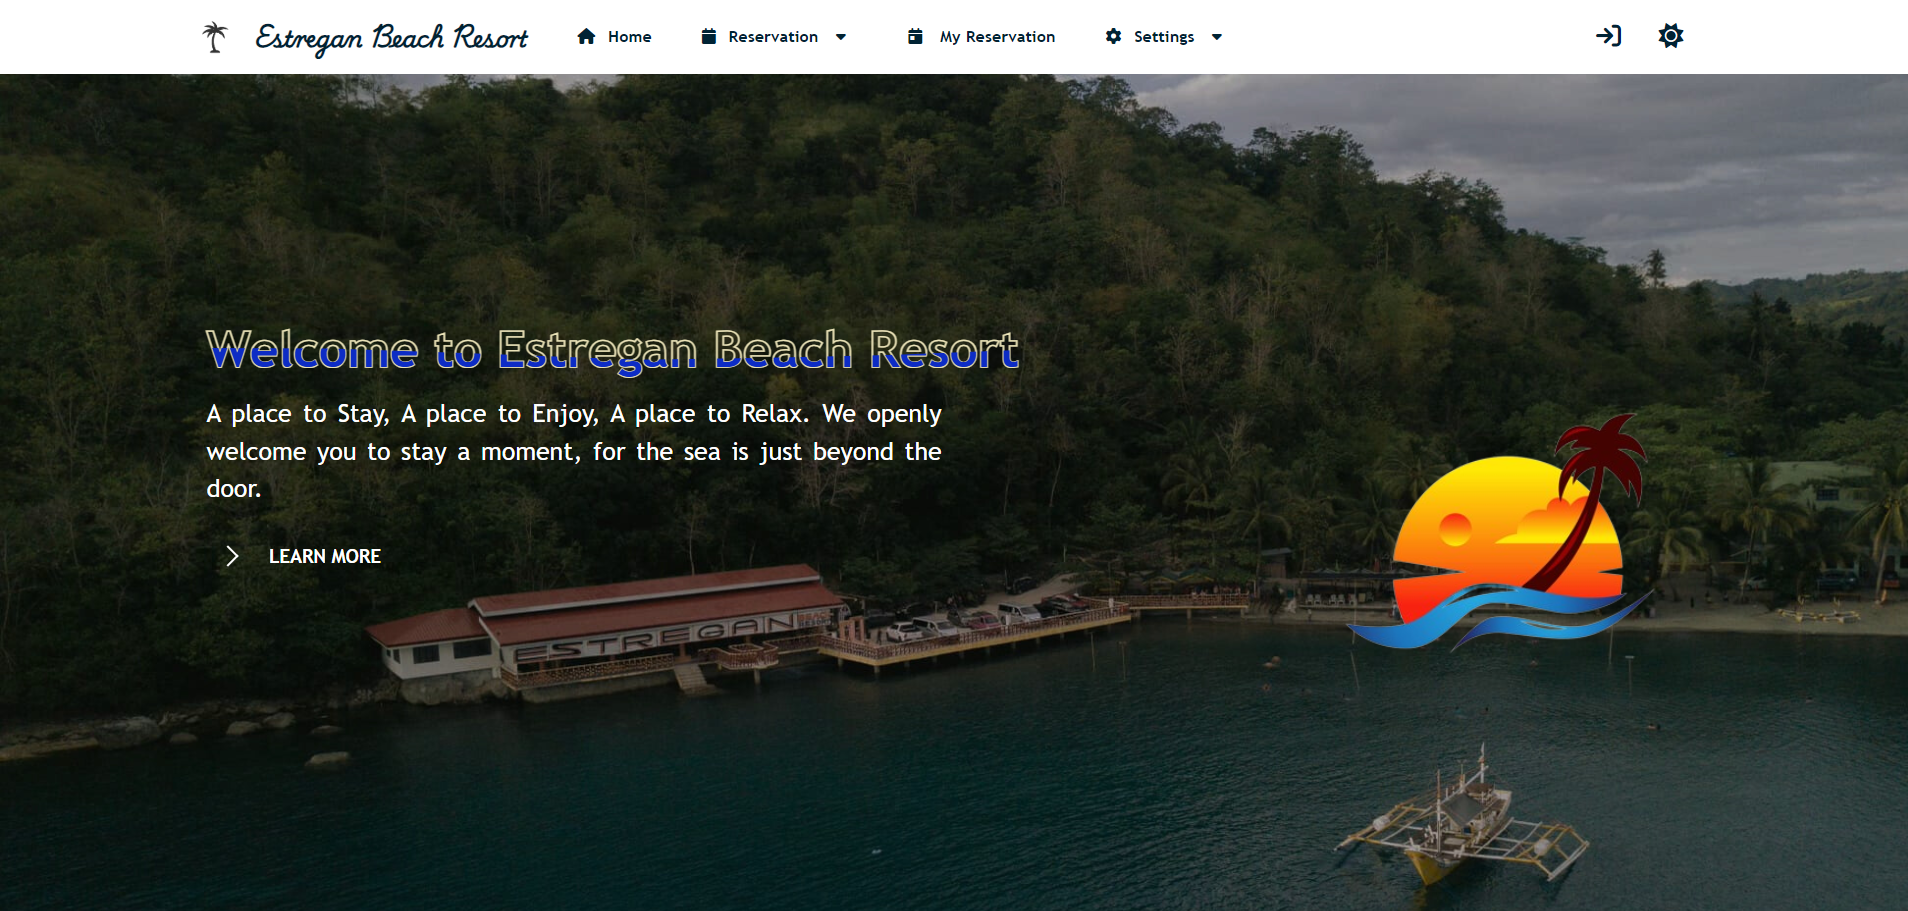 Estregan Beach Resort
Home
Reservation
My Reservation
Settings
Welcome to Estregan Beach Resort
A place to Stay, A place to Enjoy, A place to Relax. We openly
welcome you to stay a moment, for the sea is just beyond the
door.
LEARN MORE
ESTREGAN